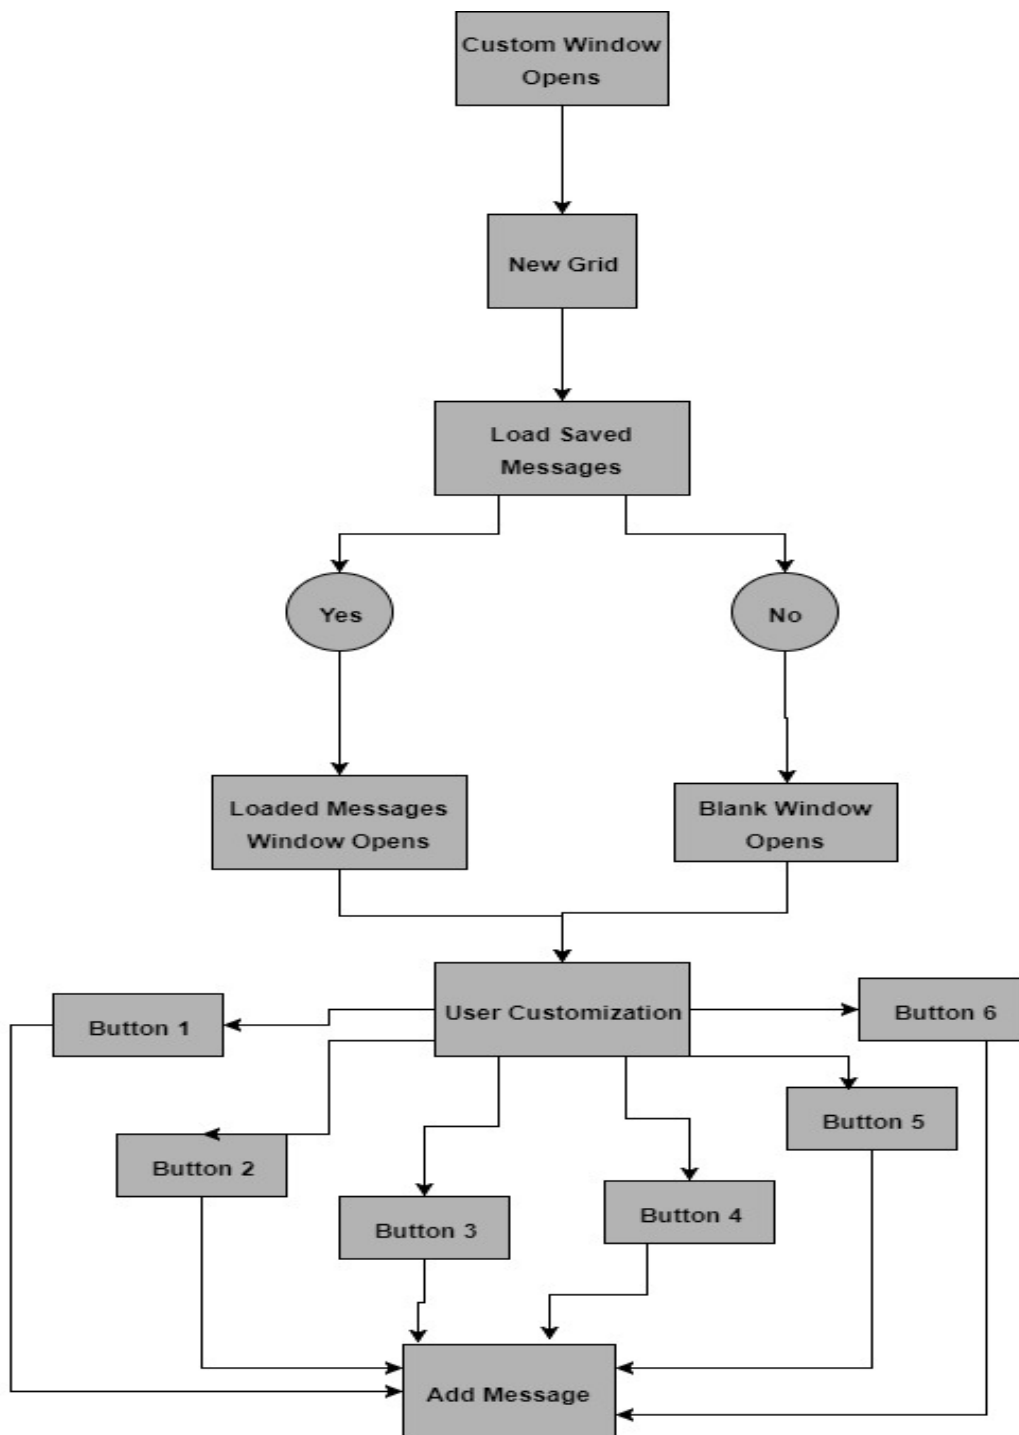 Custom Window
Opens
New Grid
Load Saved
Messages
Yes
No
Loaded Messages
Window Opens
Blank Window
Opens
User Customization
Button 1
Button 6
Button 2
Button 5
Button 3
Button 4
Add Message